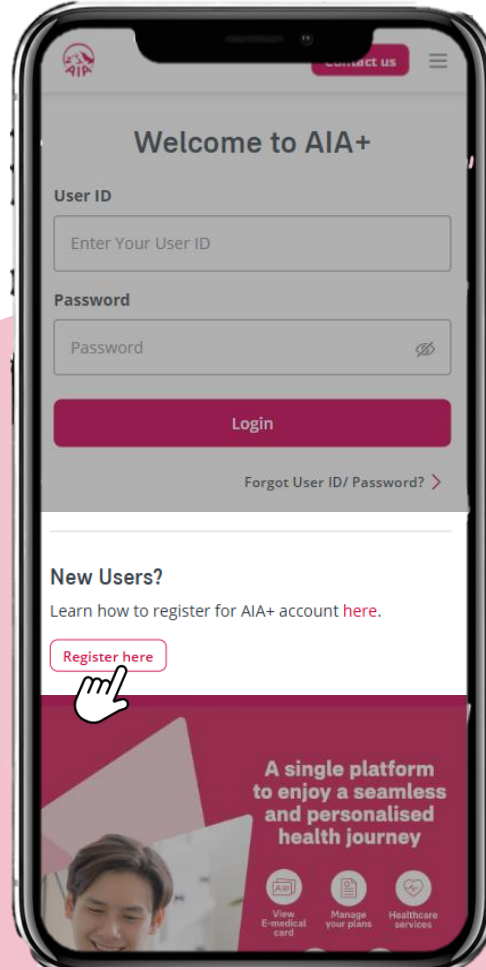 AIA
Contact us
Welcome to AIA+
User ID
Enter Your User ID
Password
Password
Login
Forgot User ID/ Password?
New Users?
Learn how to register for AIA+ account here.
Register here
A single platform
to enjoy a seamless
and personalised
health journey
AIA
View
E-medical
card
Manage
your plans
Healthcare
services